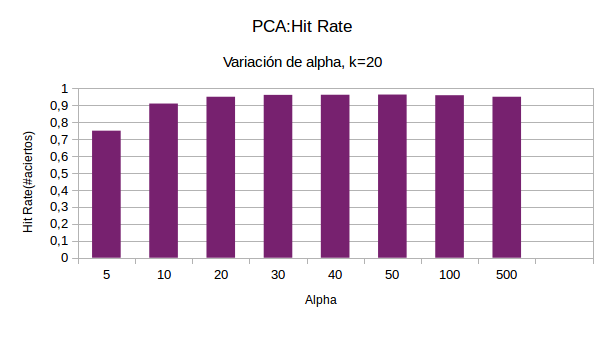 PCA:Hit Rate
Variación de alpha, k=20
1
0,9
0,8
0,7
0,6
0,5
0,4
0,3
0,2
0,1
0
Hit Rate(#aciertos)
5 10 20 30 40 50 100 500
Alpha